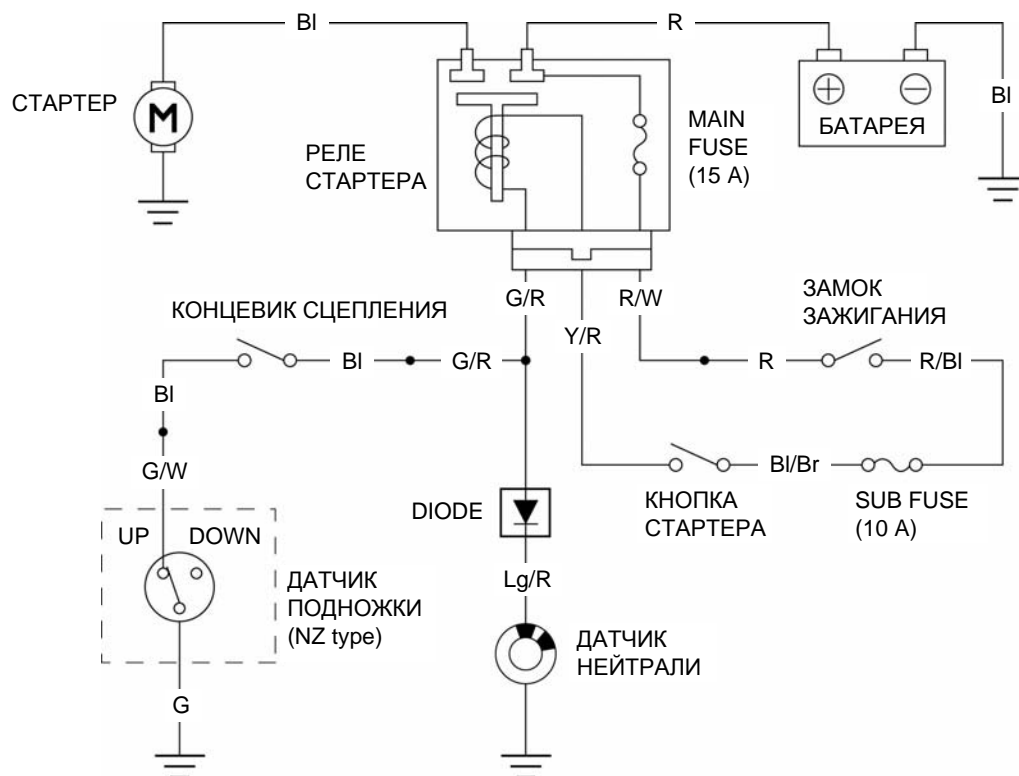 Bl
R
СТАРТЕР
M
РЕЛЕ
СТАРТЕРА
MAIN
FUSE
(15 A)
БАТАРЕЯ
Bl
G/R
R/W
Y/R
КОНЦЕВИК СЦЕПЛЕНИЯ
ЗАМОК
ЗАЖИГАНИЯ
Bl
G/R
R
R/Bl
Bl
G/W
Bl/Br
КНОПКА
СТАРТЕРА
SUB FUSE
(10 A)
DIODE
UP
DOWN
ДАТЧИК
ПОДНОЖКИ
(NZ type)
Lg/R
ДАТЧИК
НЕЙТРАЛИ
G